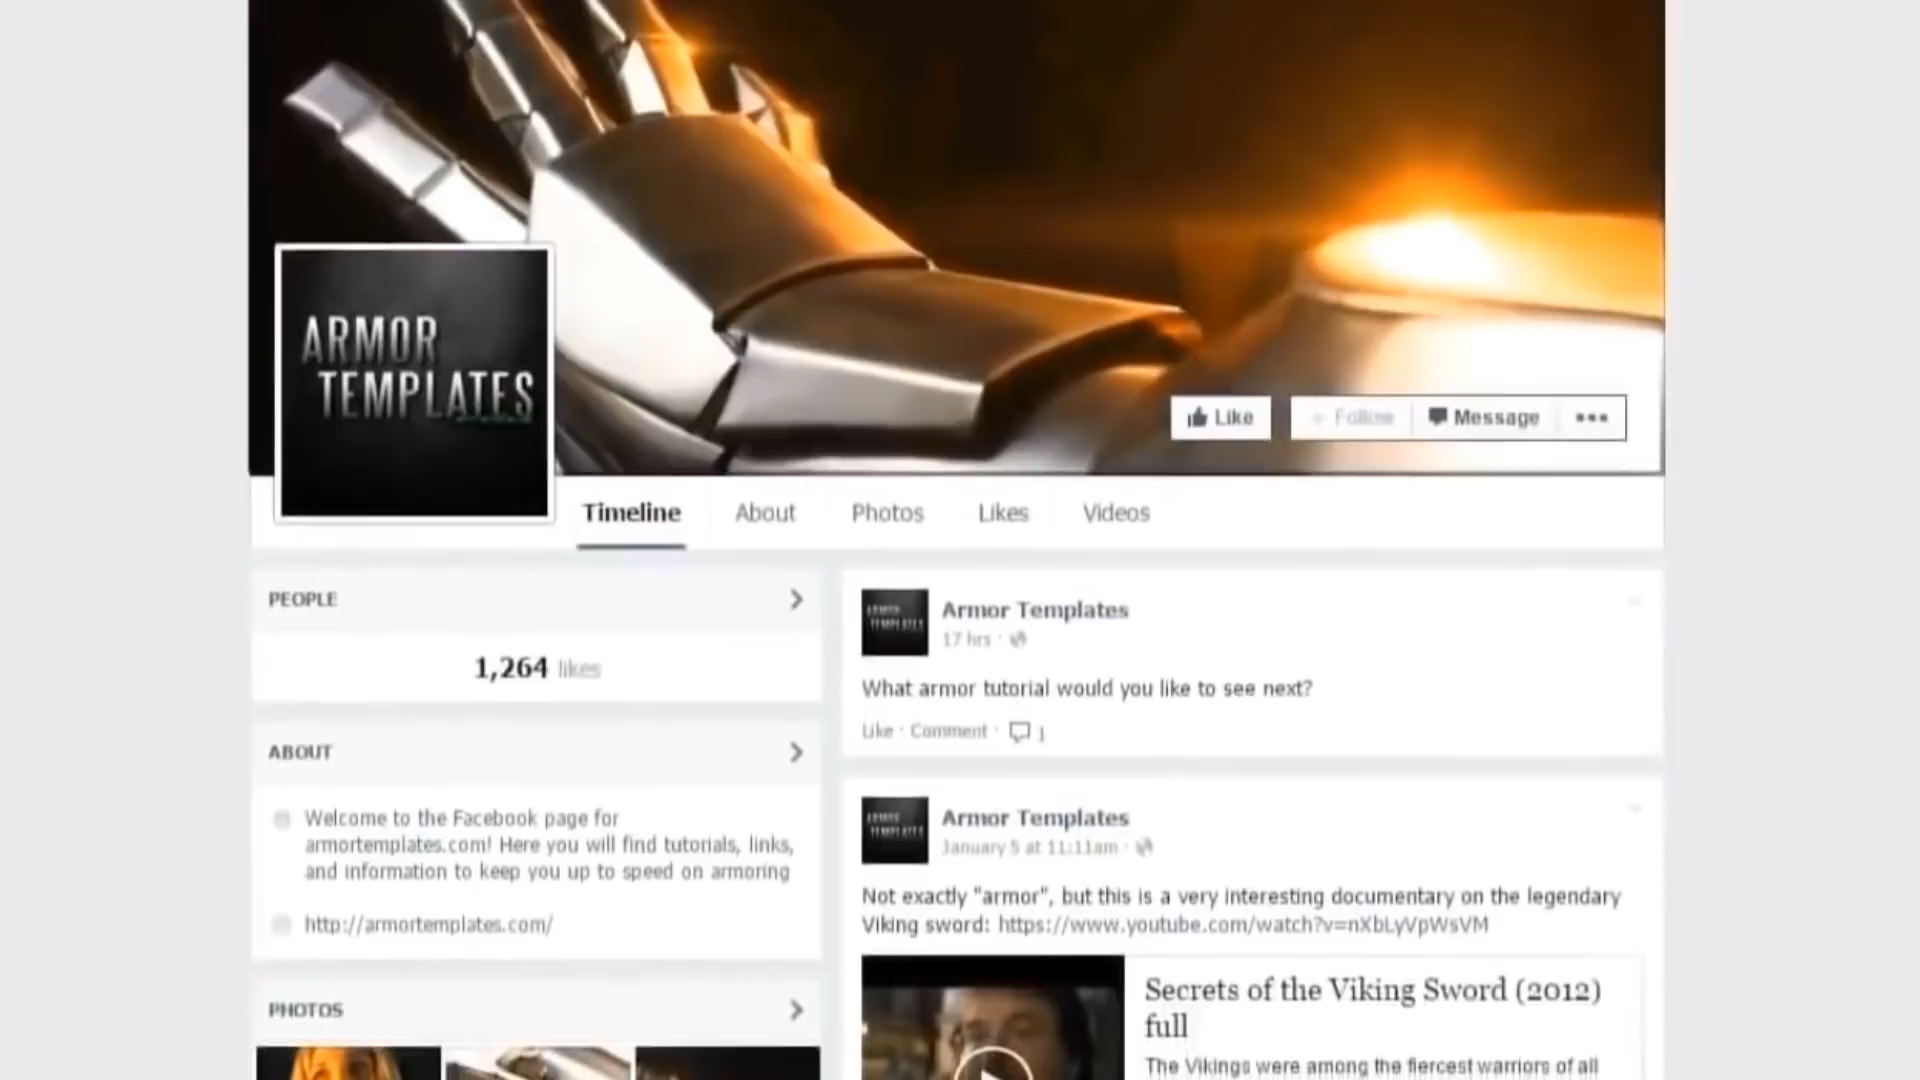 ARMOR
TEMPLATES
Like
Follow
Message
Timeline
About
Photos
Likes
Videos
PEOPLE
1,264 likes
ABOUT
Welcome to the Facebook page for
armortemplates.com! Here you will find tutorials, links,
and information to keep you up to speed on armoring
http://armortemplates.com/
PHOTOS
ARMOR
TEMPLATES
Armor Templates
17 hrs ·
What armor tutorial would you like to see next?
Like · Comment · 1
ARMOR
TEMPLATES
Armor Templates
January 5 at 11:11am ·
Not exactly "armor", but this is a very interesting documentary on the legendary
Viking sword: https://www.youtube.com/watch?v=nXbLyVpWsVM
Secrets of the Viking Sword (2012)
full
The Vikings were among the fiercest warriors of all